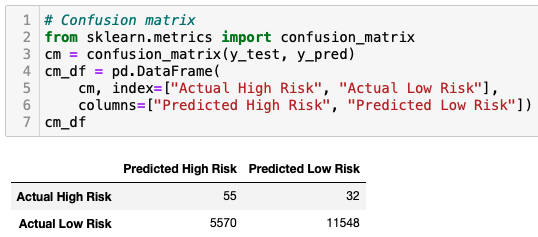 1 # Confusion matrix
2 from sklearn.metrics import confusion_matrix
3 cm = confusion_matrix(y_test, y_pred)
4 cm_df = pd.DataFrame(
5     cm, index=["Actual High Risk", "Actual Low Risk"],
6     columns=["Predicted High Risk", "Predicted Low Risk"])
7 cm_df
Predicted High Risk Predicted Low Risk
Actual High Risk 55 32
Actual Low Risk 5570 11548